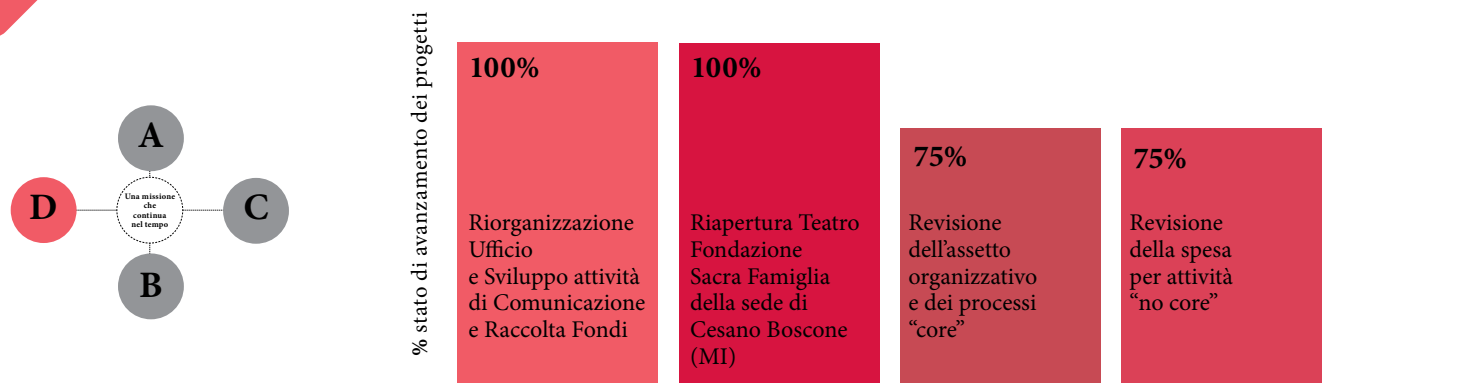 A
D
Una missione
che
continua
nel tempo
C
B
% stato di avanzamento dei progetti
100%
Riorganizzazione
Ufficio
e Sviluppo attività
di Comunicazione
e Raccolta Fondi
100%
Riapertura Teatro
Fondazione
Sacra Famiglia
della sede di
Cesano Boscone
(MI)
75%
Revisione
dell’assetto
organizzativo
e dei processi
“core”
75%
Revisione
della spesa
per attività
“no core”